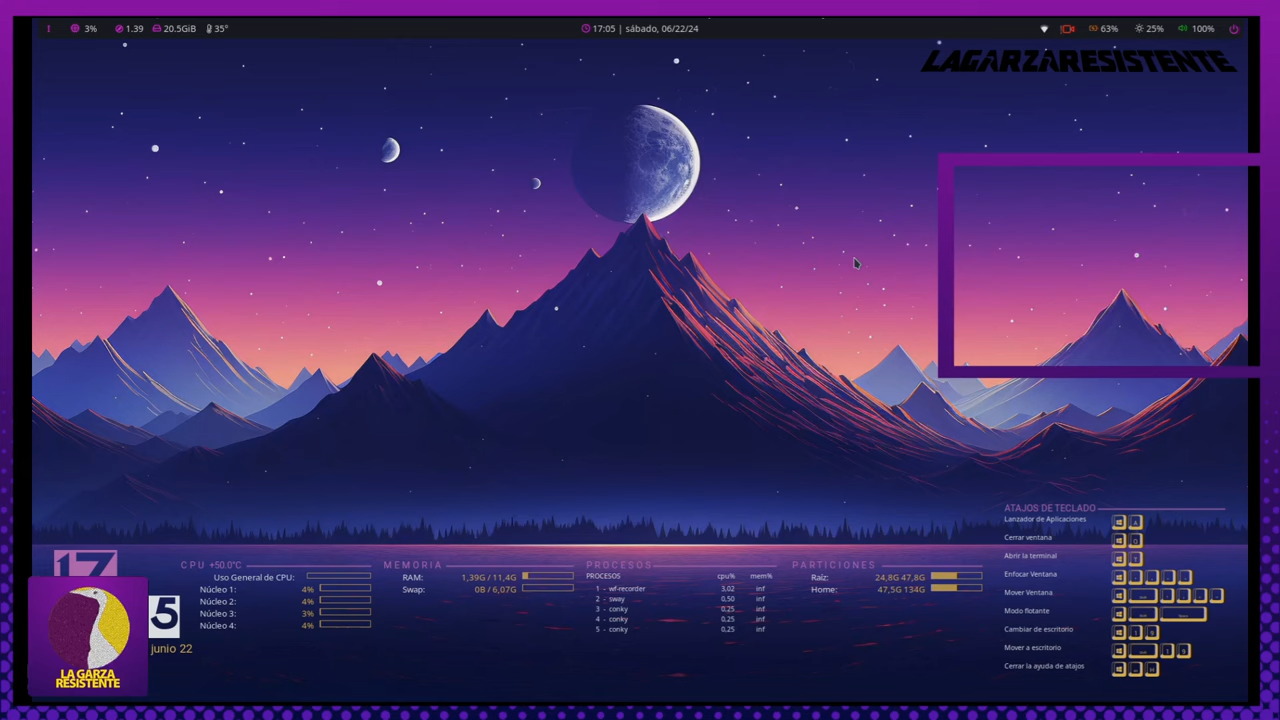 1 3% 1.39 20.5GiB 35°
17:05 | sábado, 06/22/24
63% 25% 100%
LAGARZARESISTENTE
17
5
junio 22
LA GARZA
RESISTENTE
CPU +50.0°C
Uso General de CPU:
Núcleo 1: 4%
Núcleo 2: 4%
Núcleo 3: 3%
Núcleo 4: 4%
MEMORIA
RAM: 1,39G / 11,4G
Swap: 0B / 6,07G
PROCESOS
PROCESOS cpu% mem%
1 - wf-recorder 3,02 inf
2 - sway 0,50 inf
3 - conky 0,25 inf
4 - conky 0,25 inf
5 - conky 0,25 inf
PARTICIONES
Raíz: 24,8G 47,8G
Home: 47,5G 134G
ATAJOS DE TECLADO
Lanzador de Aplicaciones A
Cerrar ventana Q
Abrir la terminal T
Enfocar Ventana
Mover Ventana
Modo flotante
Cambiar de escritorio 1 9
Mover a escritorio 1 9
Cerrar la ayuda de atajos H